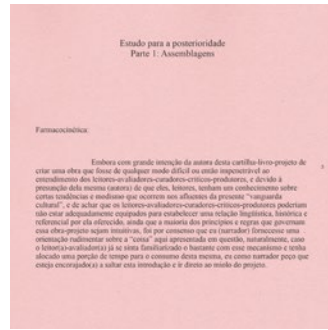 Estudo para a posterioridade
Parte 1: Assemblagens
Farmacocinética:
Embora com grande intenção da autora desta cartilha-livro-projeto de
criar uma obra que fosse de qualquer modo difícil ou então impenetrável ao
entendimento dos leitores-avaliadores-curadores-críticos-produtores, e devido à
presunção dela mesma (autora) de que eles, leitores, tenham um conhecimento sobre
certas tendências e modismo que ocorrem nos afluentes da presente "vanguarda
cultural", e de achar que os leitores-avaliadores-curadores-críticos-produtores poderiam
não estar adequadamente equipados para estabelecer uma relação lingüística, histórica e
referencial por ela oferecido, ainda que a maioria dos princípios e regras que governam
essa obra-projeto sejam intuitivas, foi por consenso que eu (narrador) fornecesse uma
orientação rudimentar sobre a "coisa" aqui apresentada em questão, naturalmente, caso
o leitor(a)-avaliador(a) já se sinta familiarizado o bastante com esse mecanismo e tenha
alocado uma porção de tempo para o consumo desta mesma, eu como narrador peço que
esteja encorajado(a) a saltar esta introdução e ir direto ao miolo do projeto.